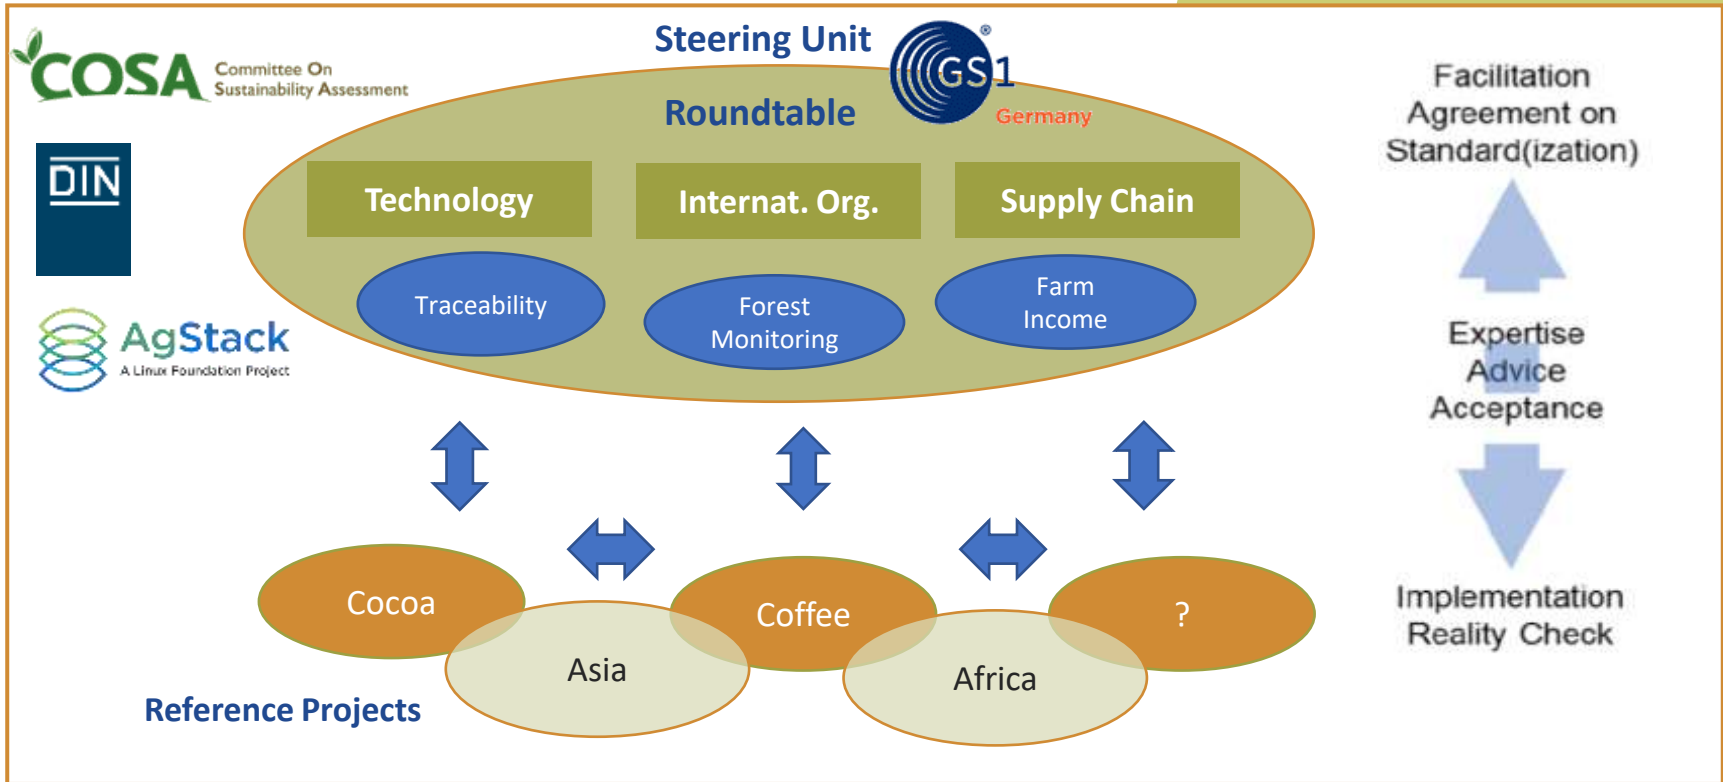 COSA
Committee On
Sustainability Assessment
DIN
AgStack
A Linux Foundation Project
Steering Unit
GS1
®
Germany
Roundtable
Technology
Internat. Org.
Supply Chain
Traceability
Forest
Monitoring
Farm
Income
Cocoa
Coffee
?
Asia
Africa
Reference Projects
Facilitation
Agreement on
Standard(ization)
Expertise
Advice
Acceptance
Implementation
Reality Check